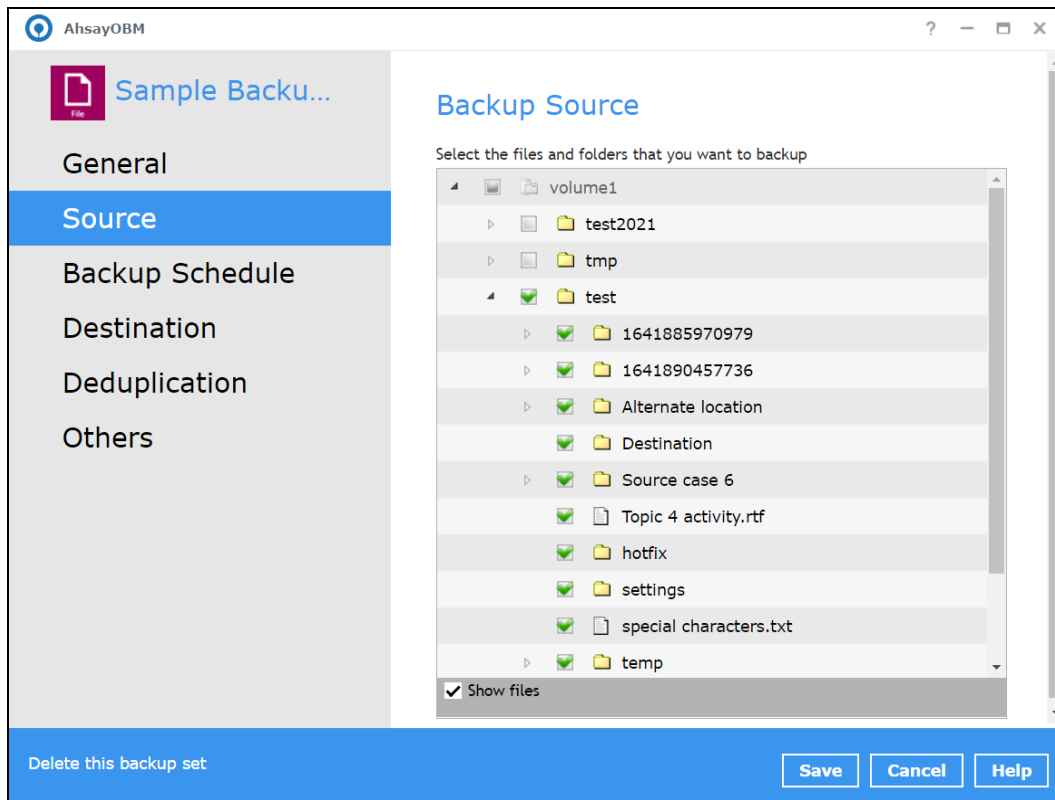 AhsayOBM
File
Sample Backu...
General
Source
Backup Schedule
Destination
Deduplication
Others
Backup Source
Select the files and folders that you want to backup
volume1
test2021
tmp
test
1641885970979
1641890457736
Alternate location
Destination
Source case 6
Topic 4 activity.rtf
hotfix
settings
special characters.txt
temp
Show files
Delete this backup set
Save Cancel Help